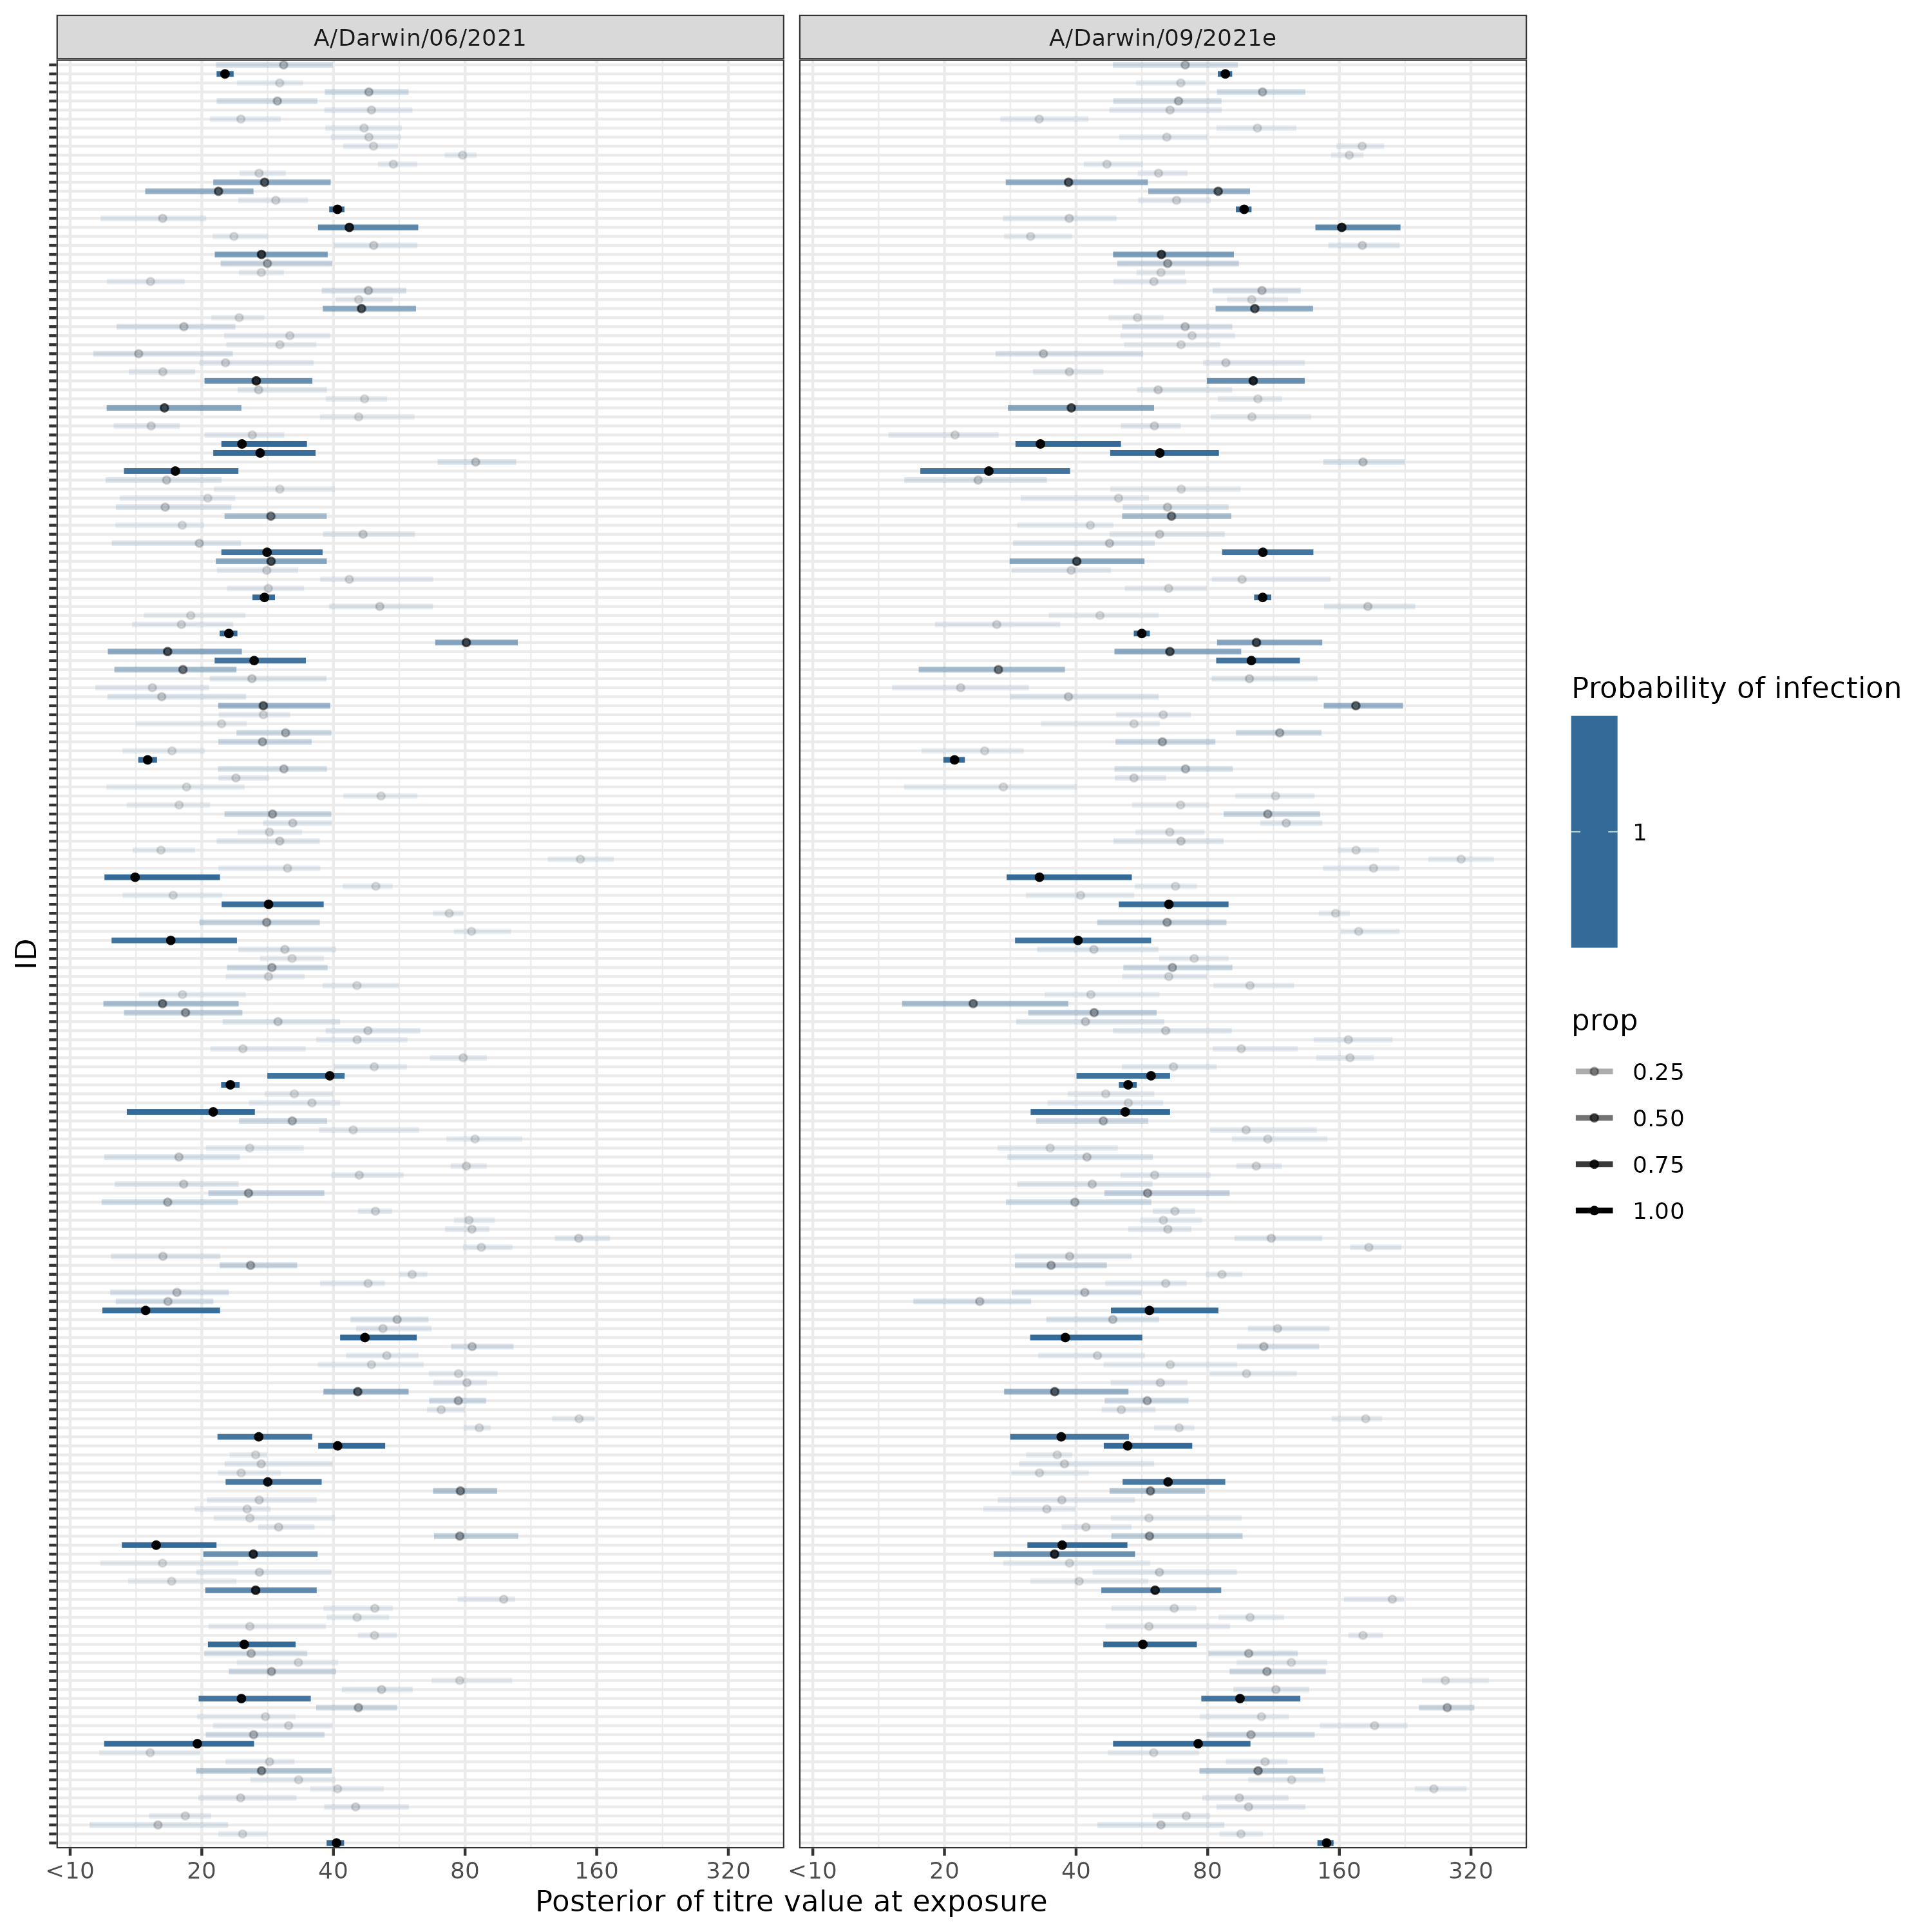 A/Darwin/06/2021
A/Darwin/09/2021e
ID
Probability of infection
1
prop
0.25
0.50
0.75
1.00
<10 20 40 80 160 320
<10 20 40 80 160 320
Posterior of titre value at exposure